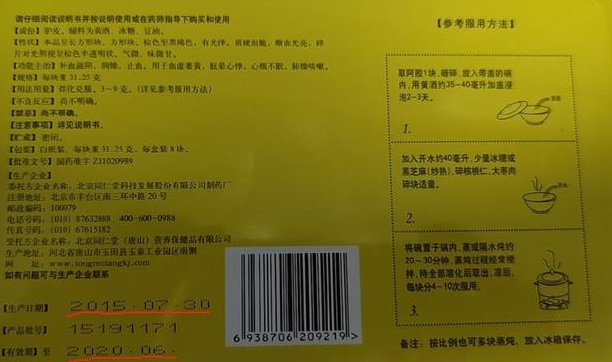 请仔细阅读说明书并按说明使用或在药师指导下购买和使用
【成份】驴皮，辅料为黄酒、冰糖、豆油。
【性状】本品呈长方形块、方形块。棕色至黑褐色，有光泽。质硬而脆，断面光亮，碎
片对光照视呈棕色半透明状。气微，味微甘。
【功能主治】补血滋阴，润燥，止血。用于血虚萎黄，眩晕心悸，心烦不眠，肺燥咳嗽。
【规格】每块重31.25克
【用法用量】烊化兑服。3～9克。（详见参考服用方法）
【不良反应】尚不明确。
【禁忌】尚不明确。
【注意事项】详见说明书。
【贮藏】密闭。
【包装】白纸装，每块重31.25克，每盒装8块。
【批准文号】国药准字Z11020989
【生产企业】
委托方企业名称：北京同仁堂科技发展股份有限公司制药厂
注册地址：北京市丰台区南三环中路20号
邮政编码：100079
电话号码：(010) 87632888 400-600-0988
传真号码：(010) 67615182
受托方企业名称：北京同仁堂（唐山）营养保健品有限公司
生产地址：河北省唐山市玉田县玉泰工业园区南侧
网 址：www.tongrentangkj.com
如有问题可与生产企业联系
【生产日期】2015.07.30
【产品批号】15191171
【有效期】至 2020.06.
6 938706 209219 >
【参考服用方法】
取阿胶1块，砸碎，放入带盖的碗
内，用黄酒约35～40毫升加盖浸
泡2~3天。
1.
加入开水约40毫升，少量冰糖或
黑芝麻(炒熟)，碎核桃仁、大枣肉
碎块适量。
2.
将碗置于锅内，蒸或隔水炖约
20～30分钟，蒸炖过程经常搅
拌，待全部溶化后取出，凉后，
每块分4-10次服用。
3.
备注：按比例也可多块蒸炖，放入冰箱保存。